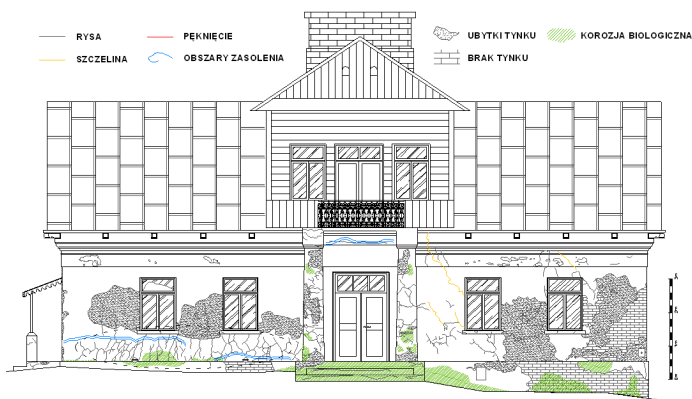 RYSA
PĘKNIĘCIE
UBYTKI TYNKU
KOROZJA BIOLOGICZNA
SZCZELINA
OBSZARY ZASOLENIA
BRAK TYNKU